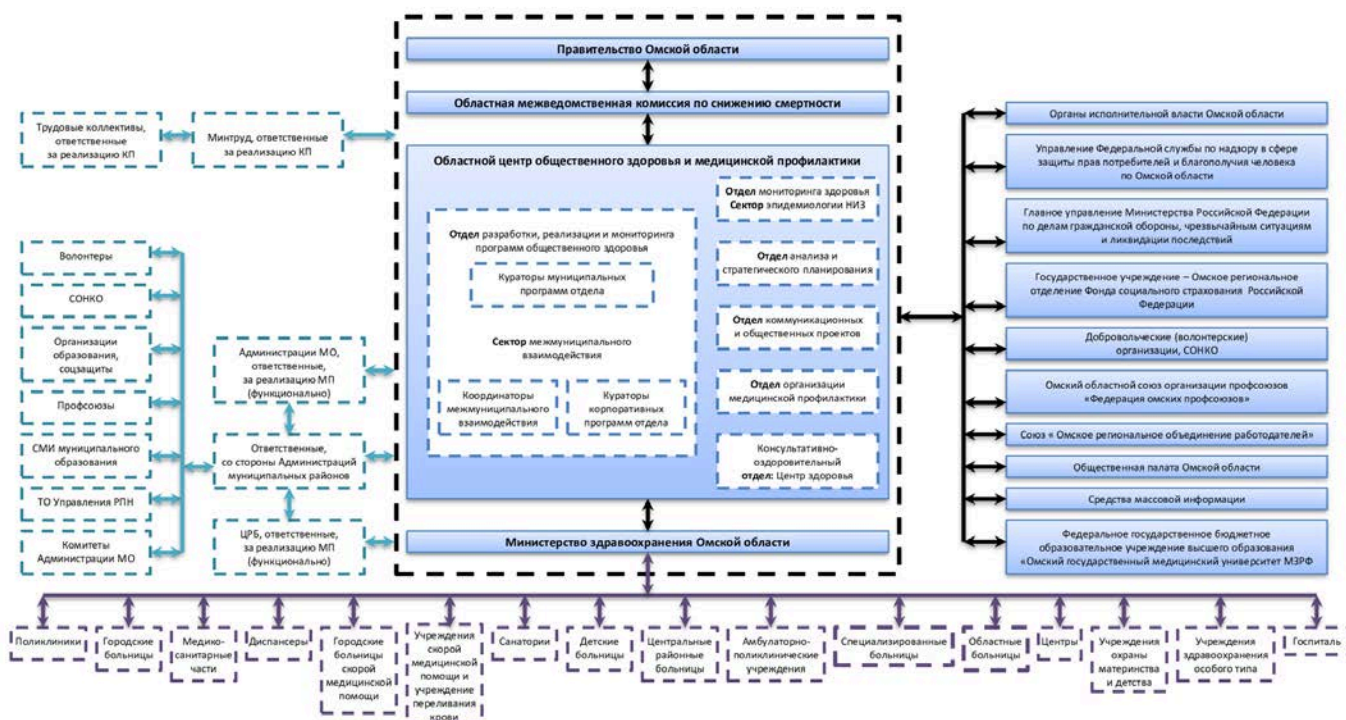 Правительство Омской области
Областная межведомственная комиссия по снижению смертности
Областной центр общественного здоровья и медицинской профилактики
Отдел разработки, реализации и мониторинга
программ общественного здоровья
Кураторы муниципальных
программ отдела
Сектор межмуниципального
взаимодействия
Координаторы
межмуниципального
взаимодействия
Кураторы
корпоративных
программ отдела
Отдел мониторинга здоровья
Сектор эпидемиологии НИЗ
Отдел анализа и
стратегического планирования
Отдел коммуникационных
и общественных проектов
Отдел организации
медицинской профилактики
Консультативно-
оздоровительный
отдел: Центр здоровья
Министерство здравоохранения Омской области
Трудовые коллективы,
ответственные
за реализацию КП
Минтруд, ответственные
за реализацию КП
Волонтеры
СОНКО
Организации
образования,
соцзащиты
Профсоюзы
СМИ муниципального
образования
ТО Управления РПН
Комитеты
Администрации МО
Администрации МО,
ответственные,
за реализацию МП
(функционально)
Ответственные,
со стороны Администраций
муниципальных районов
ЦРБ, ответственные,
за реализацию МП
(функционально)
Органы исполнительной власти Омской области
Управление Федеральной службы по надзору в сфере
защиты прав потребителей и благополучия человека
по Омской области
Главное управление Министерства Российской Федерации
по делам гражданской обороны, чрезвычайным ситуациям
и ликвидации последствий
Государственное учреждение – Омское региональное
отделение Фонда социального страхования Российской
Федерации
Добровольческие (волонтерские)
организации, СОНКО
Омский областной союз организации профсоюзов
«Федерация омских профсоюзов»
Союз « Омское региональное объединение работодателей»
Общественная палата Омской области
Средства массовой информации
Федеральное государственное бюджетное
образовательное учреждение высшего образования
«Омский государственный медицинский университет МЗРФ
Поликлиники
Городские
больницы
Медико-
санитарные
части
Диспансеры
Городские
больницы
скорой
медицинской
помощи
Учреждения
скорой
медицинской
помощи и
учреждение
переливания
крови
Санатории
Детские
больницы
Центральные
районные
больницы
Амбулаторно-
поликлинические
учреждения
Специализированные
больницы
Областные
больницы
Центры
Учреждения
охраны
материнства
и детства
Учреждения
здравоохранения
особого типа
Госпиталь